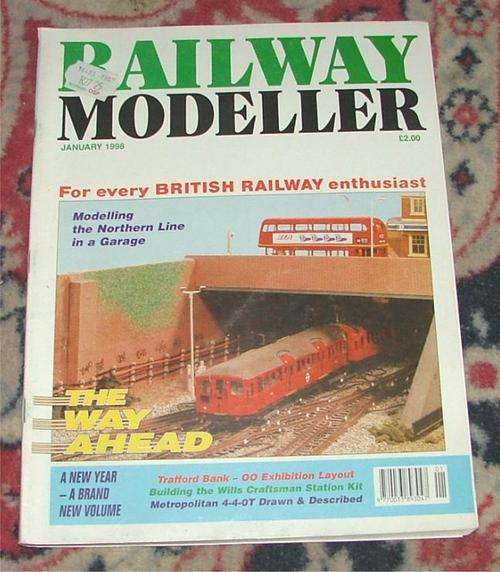 RAILWAY
MODELLER
JANUARY 1998
£2.00
For every BRITISH RAILWAY enthusiast
Modelling
the Northern Line
in a Garage
THE
WAY
AHEAD
A NEW YEAR
– A BRAND
NEW VOLUME
Trafford Bank – OO Exhibition Layout
Building the Wills Craftsman Station Kit
Metropolitan 4-4-0T Drawn & Described
01